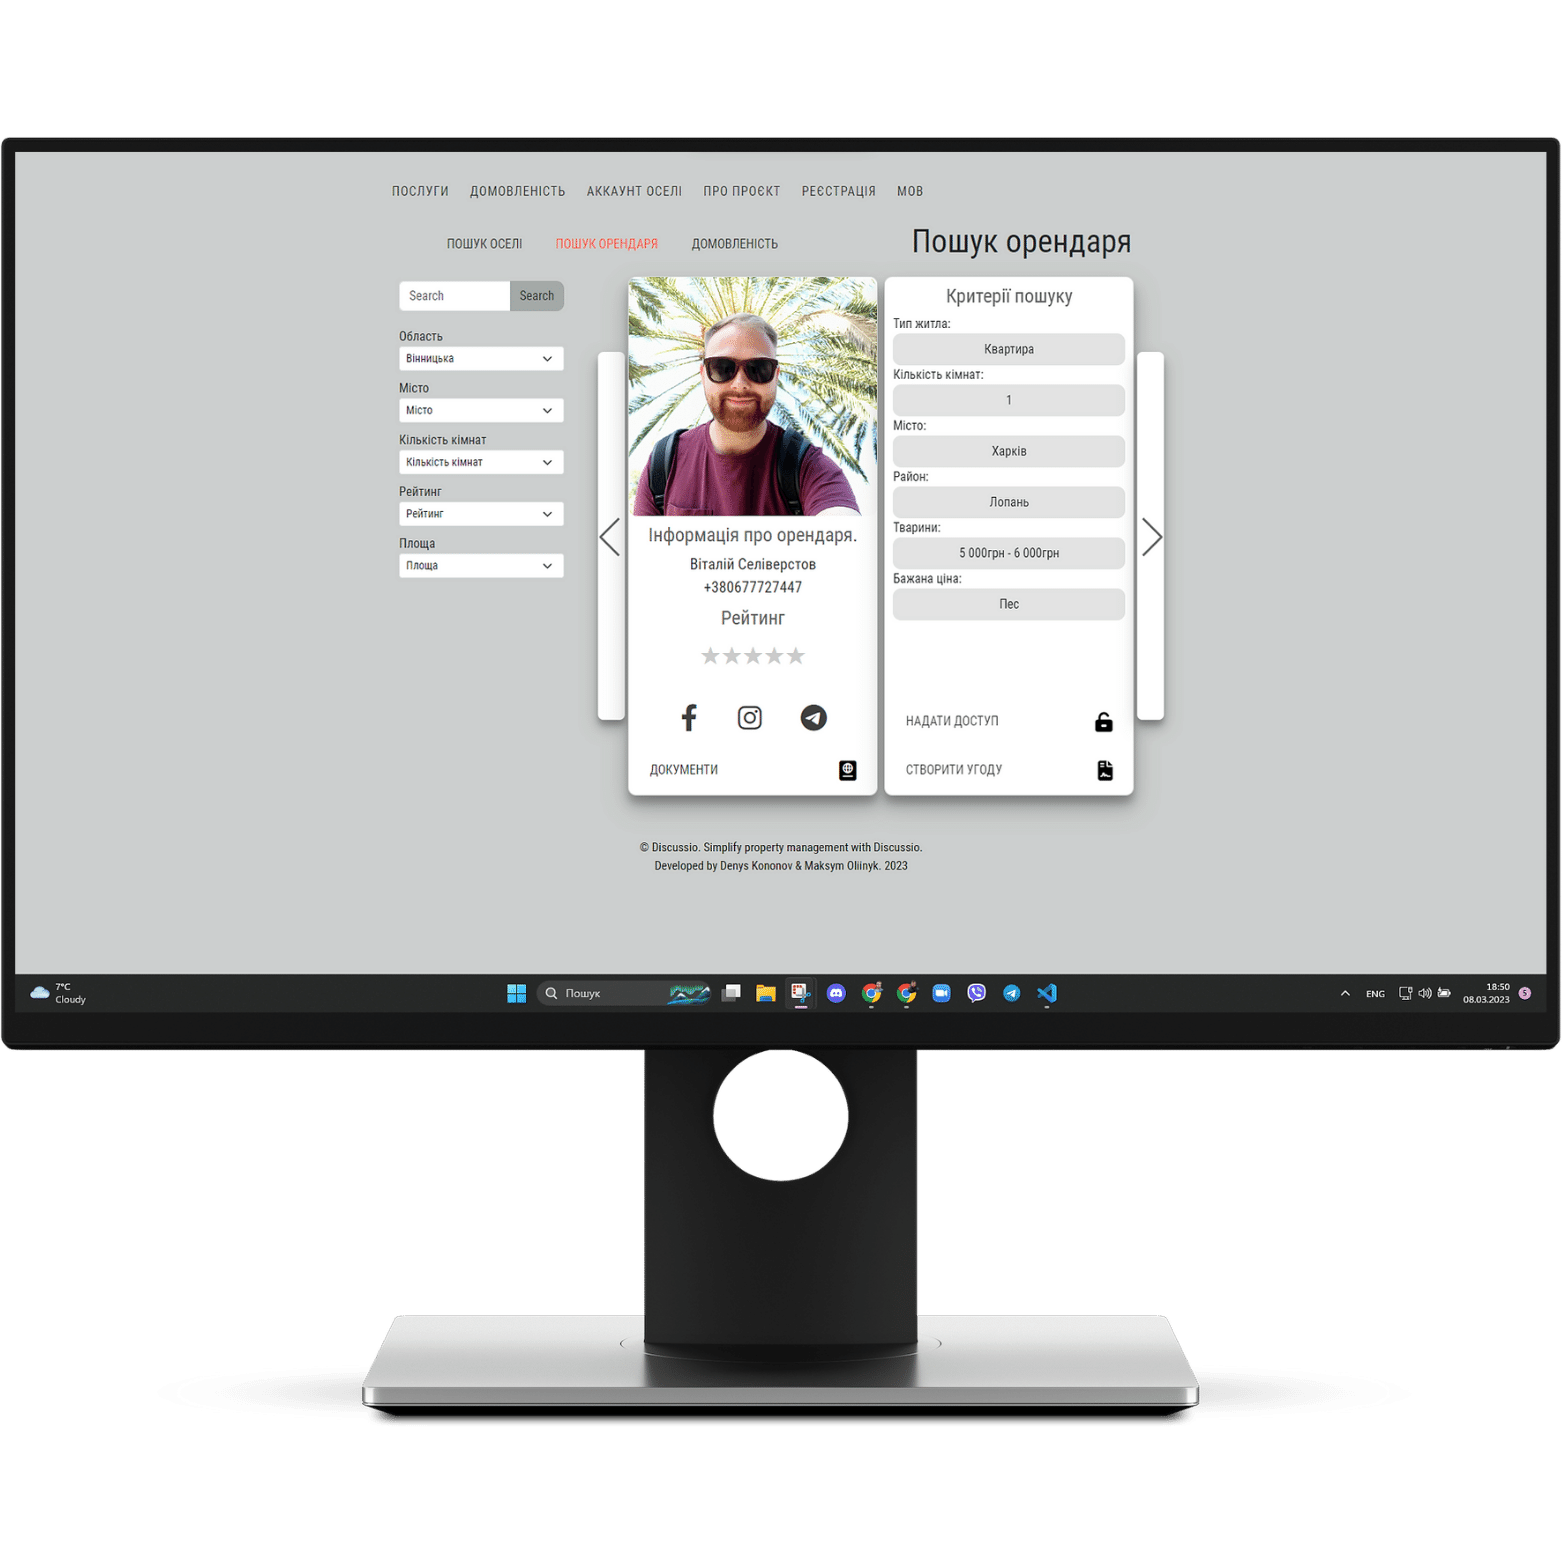 ПОСЛУГИ ДОМОВЛЕНІСТЬ АККАУНТ ОСЕЛІ ПРО ПРОЄКТ РЕЄСТРАЦІЯ МОВ
ПОШУК ОСЕЛІ ПОШУК ОРЕНДАРЯ ДОМОВЛЕНІСТЬ
Пошук орендаря
Search Search
Область
Вінницька
Місто
Місто
Кількість кімнат
Кількість кімнат
Рейтинг
Рейтинг
Площа
Площа
Інформація про орендаря.
Віталій Селіверстов
+380677727447
Рейтинг
ДОКУМЕНТИ
Критерії пошуку
Тип житла:
Квартира
Кількість кімнат:
1
Місто:
Харків
Район:
Лопань
Тварини:
5 000грн - 6 000грн
Бажана ціна:
Пес
НАДАТИ ДОСТУП
СТВОРИТИ УГОДУ
© Discussio. Simplify property management with Discussio.
Developed by Denys Kononov & Maksym Oliinyk. 2023
7°C
Cloudy
Пошук
ENG
18:50
08.03.2023
5